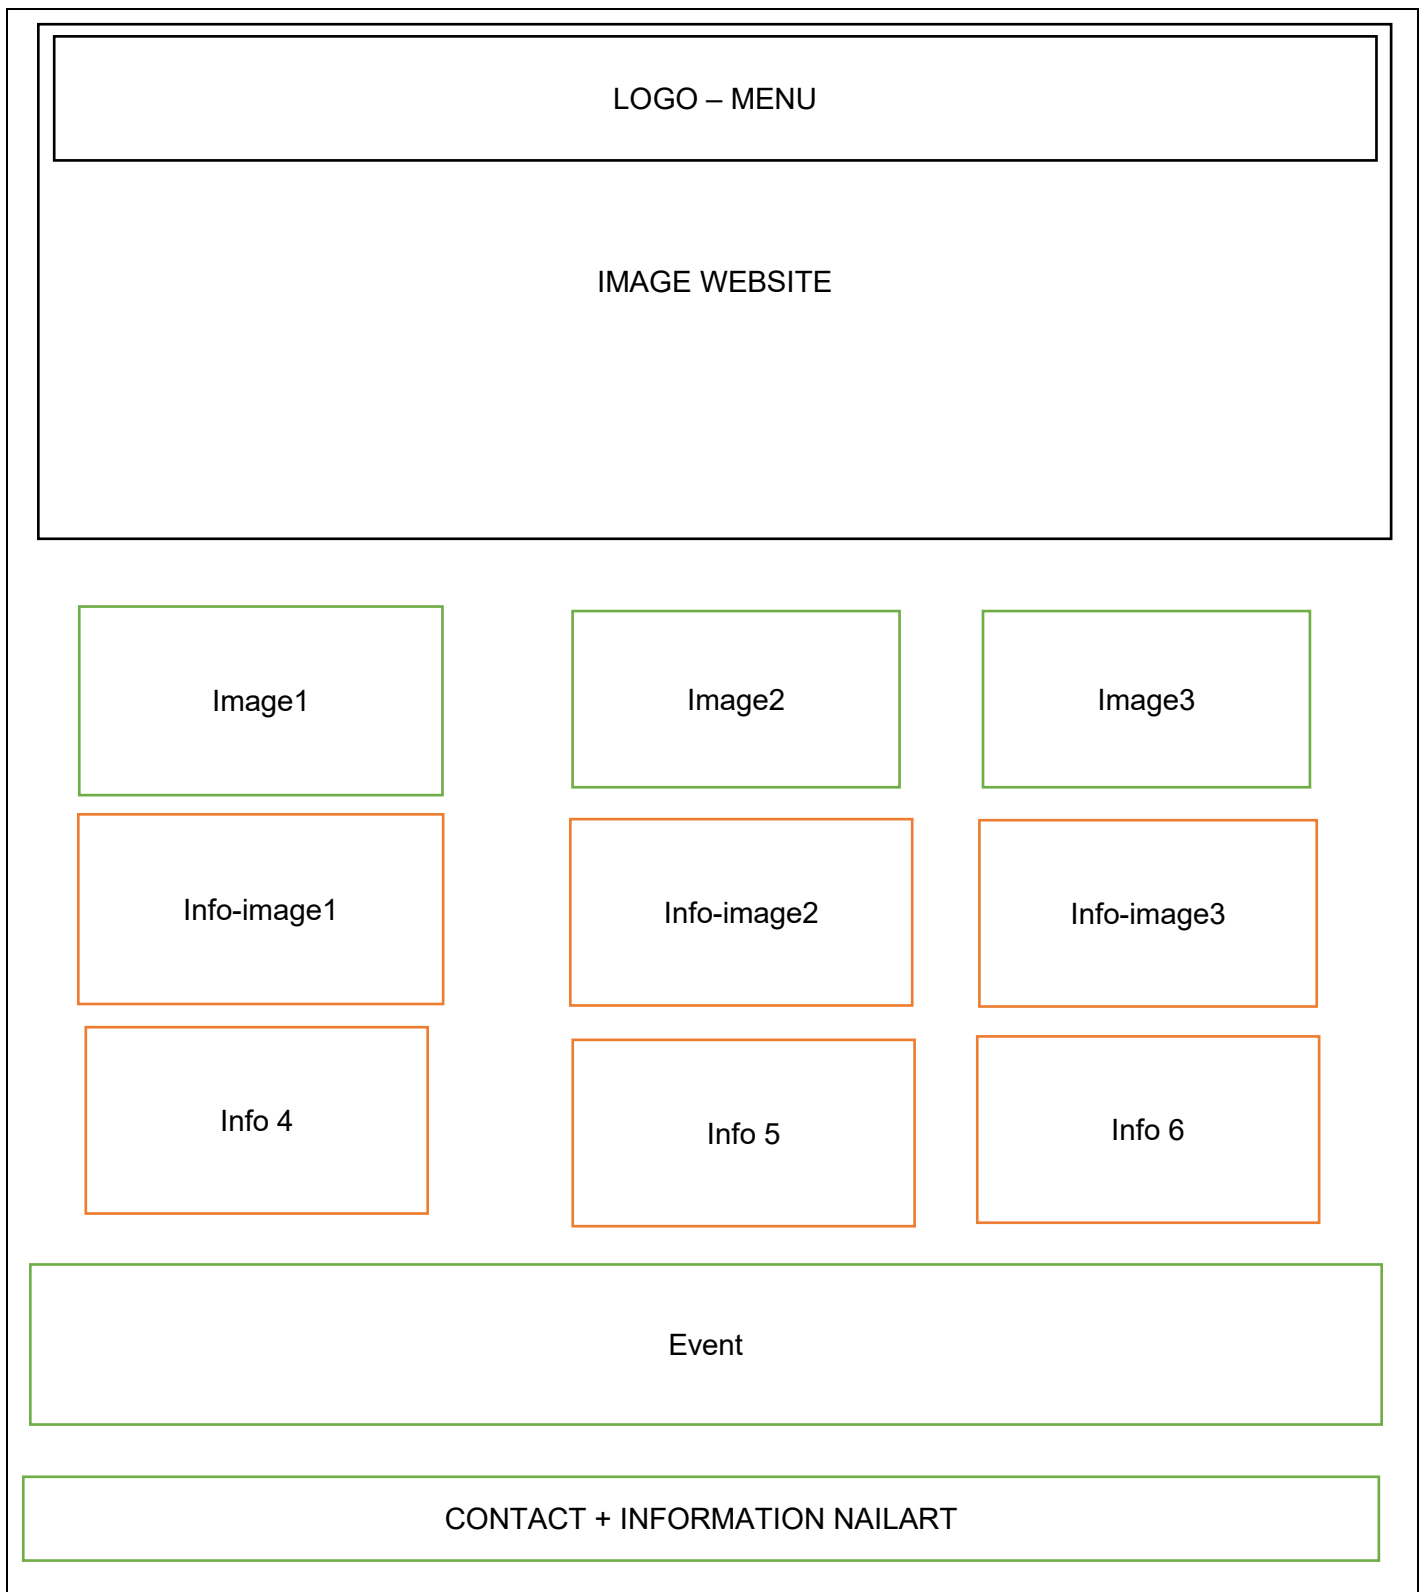 LOGO – MENU
IMAGE WEBSITE
Image1
Image2
Image3
Info-image1
Info-image2
Info-image3
Info 4
Info 5
Info 6
Event
CONTACT + INFORMATION NAILART